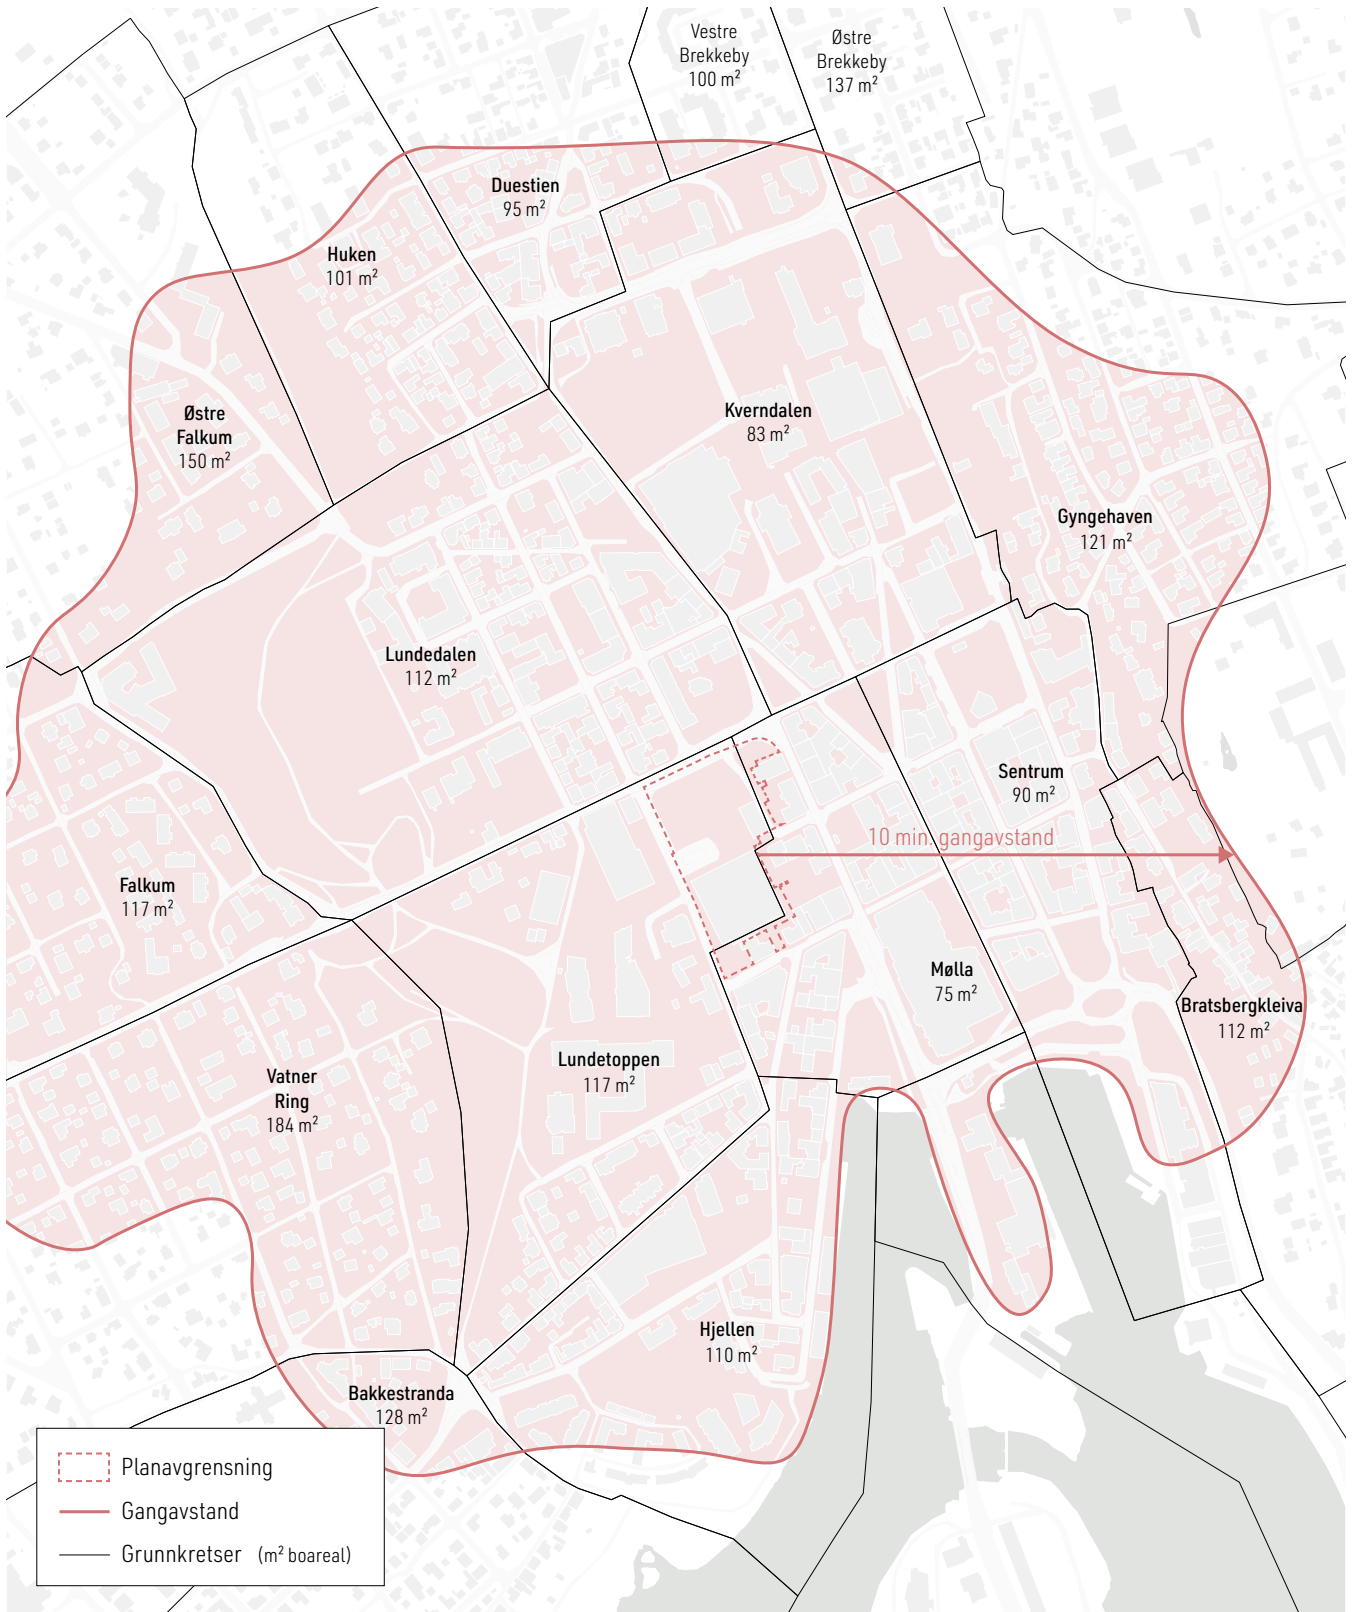 Vestre
Brekkeby
100 m²
Østre
Brekkeby
137 m²
Duestien
95 m²
Huken
101 m²
Østre
Falkum
150 m²
Kverndalen
83 m²
Gyngehaven
121 m²
Lundedalen
112 m²
Sentrum
90 m²
10 min. gangavstand
Falkum
117 m²
Mølla
75 m²
Bratsbergkleiva
112 m²
Lundetoppen
117 m²
Vatner
Ring
184 m²
Hjellen
110 m²
Bakkestranda
128 m²
Planavgrensning
Gangavstand
Grunnkretser (m² boareal)